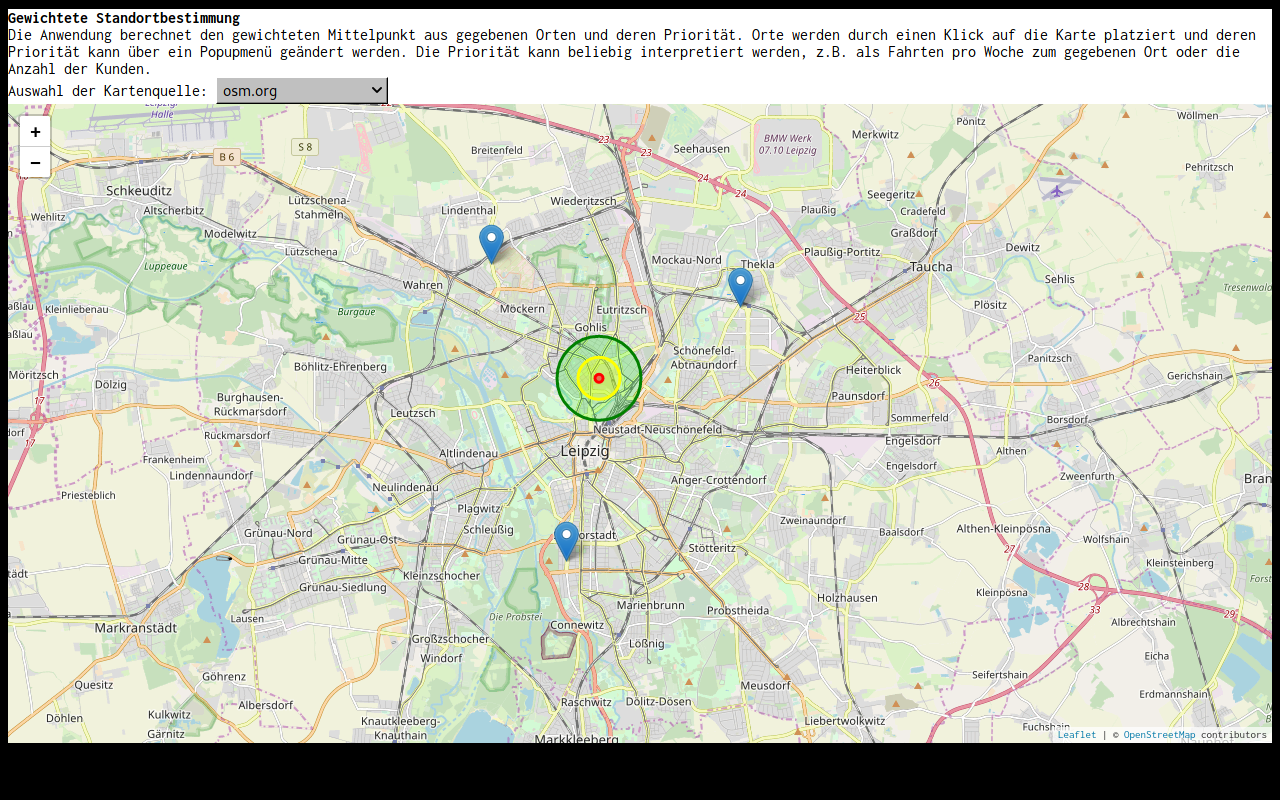 Gewichtete Standortbestimmung
Die Anwendung berechnet den gewichteten Mittelpunkt aus gegebenen Orten und deren Priorität. Orte werden durch einen Klick auf die Karte platziert und deren
Priorität kann über ein Popupmenü geändert werden. Die Priorität kann beliebig interpretiert werden, z.B. als Fahrten pro Woche zum gegebenen Ort oder die
Anzahl der Kunden.
Auswahl der Kartenquelle: osm.org
Halle
Wöllmen
Pönitz
+
23
BMW Werk
07.10 Leipzig
Merkwitz
S 8
Breitenfeld
Seehausen
23
B 6
−
Pehritzsch
24
24
Schkeuditz
Lützschena-
Stahmeln
Wiederitzsch
Seegeritz
Wehlitz
Altscherbitz
Lindenthal
Plaußig
Cradefeld
Modelwitz
Graßdorf
Lützschena
Plaußig-Portitz
Dewitz
Luppeaue
Mockau-Nord
Thekla
Taucha
Wahren
Sehlis
Tresenwald
Kleinliebenau
Burgaue
Möckern
Eutritzsch
Plösitz
25
Gohlis
Schönefeld-
Abtnaundorf
Panitzsch
Böhlitz-Ehrenberg
Heiterblick
Möritzsch
Dölzig
Gerichshain
26
17
Burghausen-
Rückmarsdorf
Paunsdorf
Leutzsch
Sommerfeld
Borsdorf
17
Rückmarsdorf
Neustadt-Neuschönefeld
Engelsdorf
Leipzig
Althen
Altlindenau
Frankenheim
Engelsdorf
Lindennaundorf
Anger-Crottendorf
Zweenfurth
Neulindenau
Priesteblich
Plagwitz
Zweinaundorf
Schleußig
Grünau-Nord
Grünau-Ost
Baalsdorf
Althen-Kleinposna
Wolfshain
Stötteritz
27
Grünau-Mitte
Kleinsteinberg
Kleinzschocher
Grünau-Siedlung
28
Kleinpösna
Holzhausen
Marienbrunn
Probstheida
33
29
Die Probstei
Lausen
Albrechtshain
Markranstädt
Connewitz
Großzschocher
Lößnig
Windorf
Eicha
Göhrenz
Seifertshain
Quesitz
Meusdorf
Erdmannshain
Raschwitz
Dölitz-Dösen
Albersdorf
Döhlen
Kulkwitz
Gärnitz
Knautkleeberg-
Knauthain
Liebertwolkwitz
Fuchshain
Markkleeberg
Leaflet | © OpenStreetMap contributors